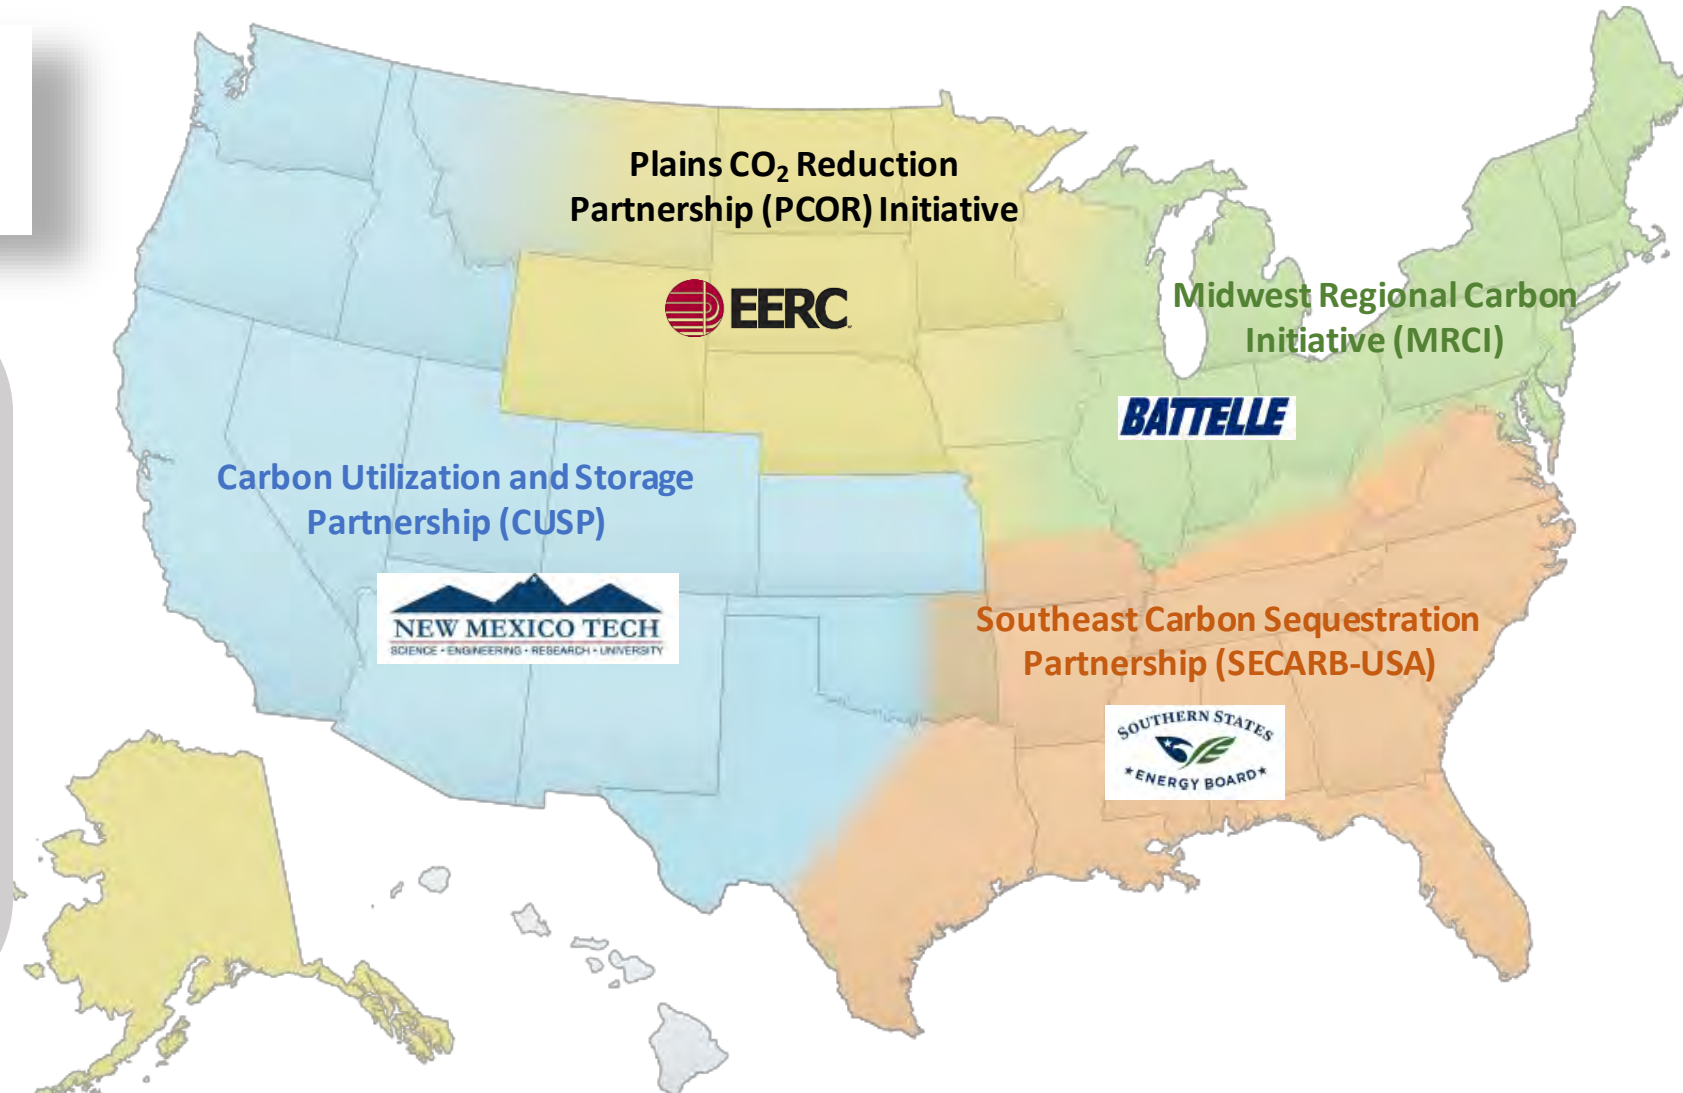 Plains CO₂ Reduction
Partnership (PCOR) Initiative
EERC
Midwest Regional Carbon
Initiative (MRCI)
BATTELLE
Carbon Utilization and Storage
Partnership (CUSP)
NEW MEXICO TECH
SCIENCE • ENGINEERING • RESEARCH • UNIVERSITY
Southeast Carbon Sequestration
Partnership (SECARB-USA)
SOUTHERN STATES
★ENERGY BOARD★